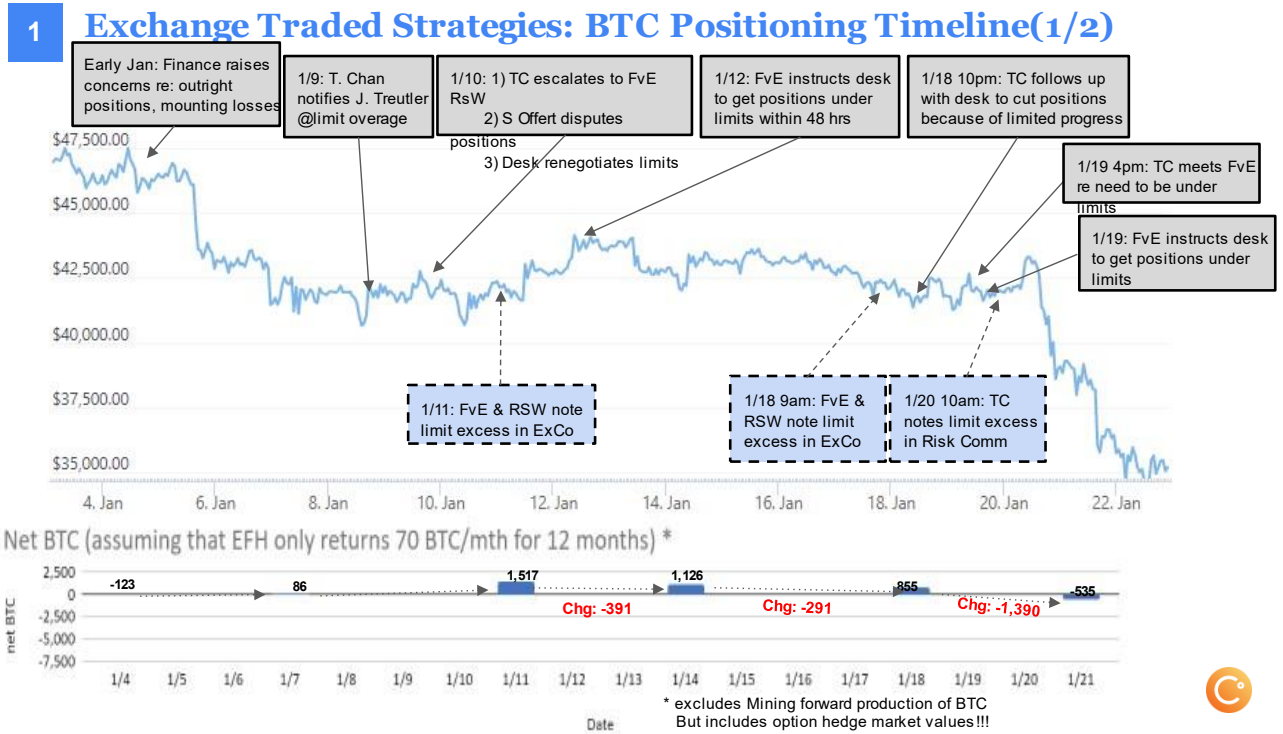 1
Exchange Traded Strategies: BTC Positioning Timeline(1/2)
Early Jan: Finance raises
concerns re: outright
positions, mounting losses
1/9: T. Chan
notifies J. Treutler
@limit overage
1/10: 1) TC escalates to FvE
RsW
2) S Offert disputes
positions
3) Desk renegotiates limits
1/12: FvE instructs desk
to get positions under
limits within 48 hrs
1/18 10pm: TC follows up
with desk to cut positions
because of limited progress
1/19 4pm: TC meets FvE
re need to be under
limits
1/19: FvE instructs desk
to get positions under
limits
$47,500.00
$45,000.00
$42,500.00
$40,000.00
$37,500.00
$35,000.00
1/11: FvE & RSW note
limit excess in ExCo
1/18 9am: FvE &
RSW note limit
excess in ExCo
1/20 10am: TC
notes limit excess
in Risk Comm
4. Jan 6. Jan 8. Jan 10. Jan 12. Jan 14. Jan 16. Jan 18. Jan 20. Jan 22. Jan
Net BTC (assuming that EFH only returns 70 BTC/mth for 12 months) *
net BTC
2,500
0
-2,500
-5,000
-7,500
-123 86 1,517 1,126 855 -535
Chg: -391 Chg: -291 Chg: -1,390
1/4 1/5 1/6 1/7 1/8 1/9 1/10 1/11 1/12 1/13 1/14 1/15 1/16 1/17 1/18 1/19 1/20 1/21
Date
* excludes Mining forward production of BTC
But includes option hedge market values!!!